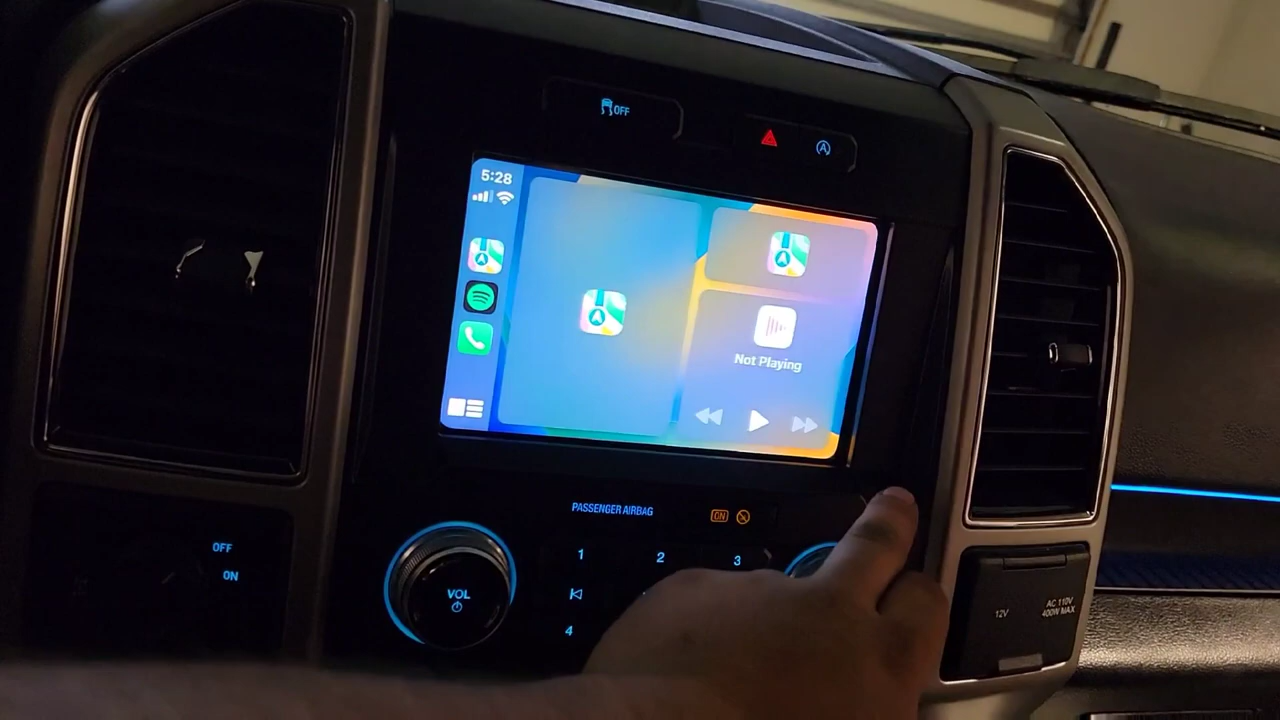 OFF
A
5:28
Not Playing
PASSENGER AIRBAG
ON
OFF
ON
1
2
3
VOL
4
12V
AC 110V
400W MAX